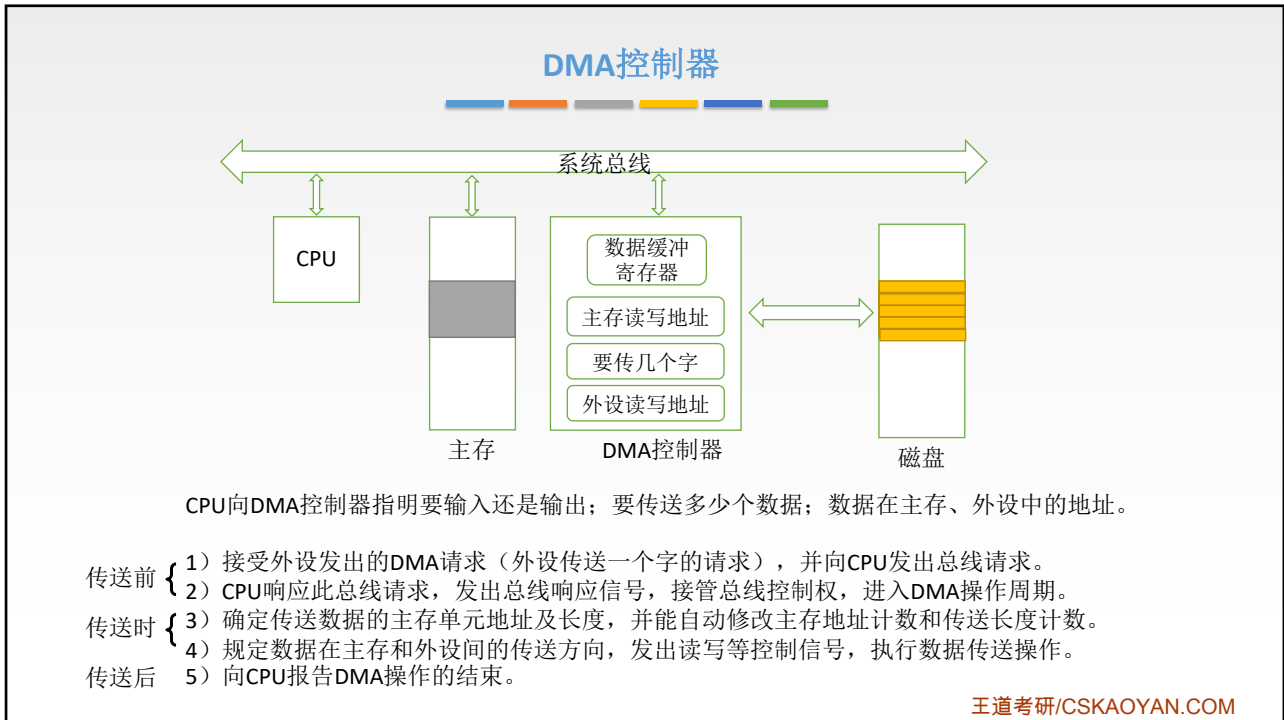 DMA控制器
系统总线
CPU
主存
数据缓冲
寄存器
主存读写地址
要传几个字
外设读写地址
DMA控制器
磁盘
CPU向DMA控制器指明要输入还是输出；要传送多少个数据；数据在主存、外设中的地址。
传送前
1）接受外设发出的DMA请求（外设传送一个字的请求），并向CPU发出总线请求。
2）CPU响应此总线请求，发出总线响应信号，接管总线控制权，进入DMA操作周期。
传送时
3）确定传送数据的主存单元地址及长度，并能自动修改主存地址计数和传送长度计数。
4）规定数据在主存和外设间的传送方向，发出读写等控制信号，执行数据传送操作。
传送后
5）向CPU报告DMA操作的结束。
王道考研/CSKAOYAN.COM